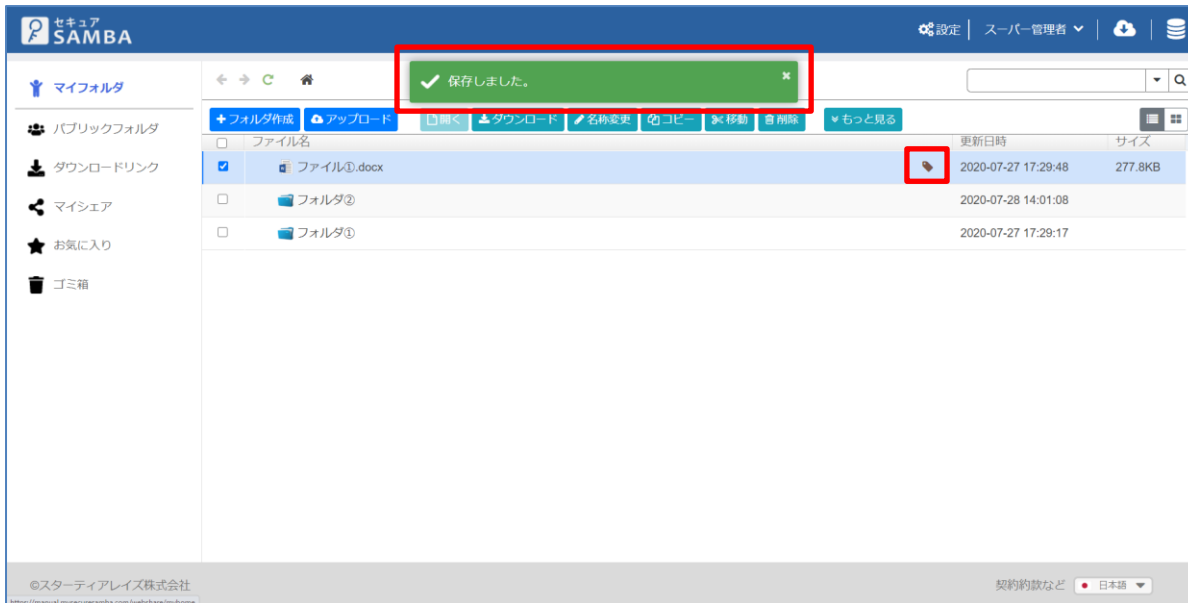 セキュア
SAMBA
設定 スーパー管理者
マイフォルダ
パブリックフォルダ
ダウンロードリンク
マイシェア
お気に入り
ゴミ箱
保存しました。 ×
+フォルダ作成 アップロード 開く ダウンロード 名称変更 コピー 移動 削除 もっと見る
ファイル名 更新日時 サイズ
ファイル①.docx 2020-07-27 17:29:48 277.8KB
フォルダ② 2020-07-28 14:01:08
フォルダ① 2020-07-27 17:29:17
©スターティアレイズ株式会社 契約約款など 日本語
https://manual.mysecuresamba.com/webshare/myhome